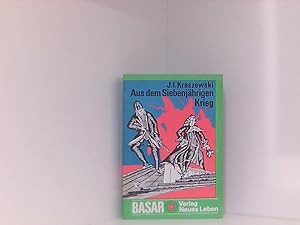 J.I. Kraszewski
Aus dem Siebenjährigen
Krieg
BASAR
Verlag
Neues Leben